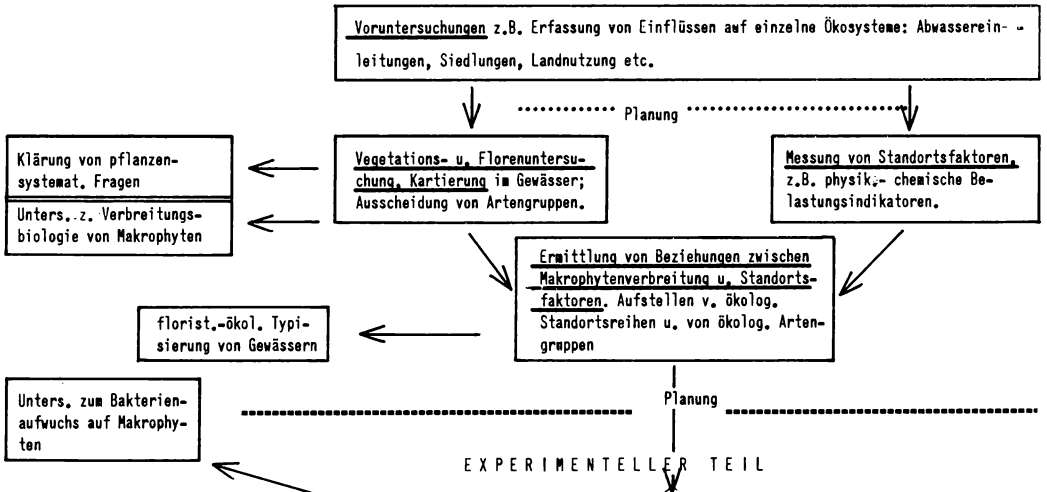 Voruntersuchungen z.B. Erfassung von Einflüssen auf einzelne Ökosysteme: Abwasserein-
leitungen, Siedlungen, Landnutzung etc.
Planung
Klärung von pflanzen-
systemat. Fragen
Unters. z. Verbreitungs-
biologie von Makrophyten
Vegetations- u. Florenuntersu-
chung. Kartierung im Gewässer;
Ausscheidung von Artengruppen.
Messung von Standortsfaktoren.
z.B. physik.- chemische Be-
lastungsindikatoren.
Ermittlung von Beziehungen zwischen
Makrophytenverbreitung u. Standorts-
faktoren. Aufstellen v. ökolog.
Standortsreihen u. von ökolog. Arten-
gruppen
florist.-ökol. Typi-
sierung von Gewässern
Unters. zum Bakterien-
aufwuchs auf Makrophy-
ten
Planung
EXPERIMENTELLER TEIL